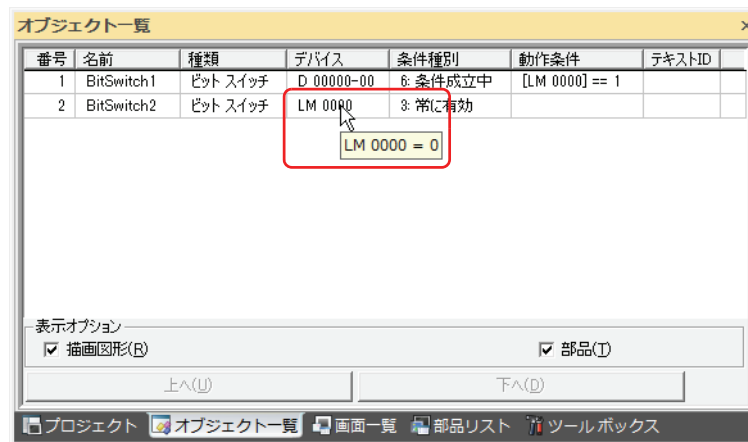 オブジェクト一覧
番号 名前 種類 デバイス 条件種別 動作条件 テキストID
1 BitSwitch1 ビット スイッチ D 00000-00 6: 条件成立中 [LM 0000] == 1
2 BitSwitch2 ビット スイッチ LM 0000 3: 常に有効
LM 0000 = 0
表示オプション
描画図形(R) 部品(T)
上へ(U) 下へ(D)
プロジェクト オブジェクト一覧 画面一覧 部品リスト ツールボックス